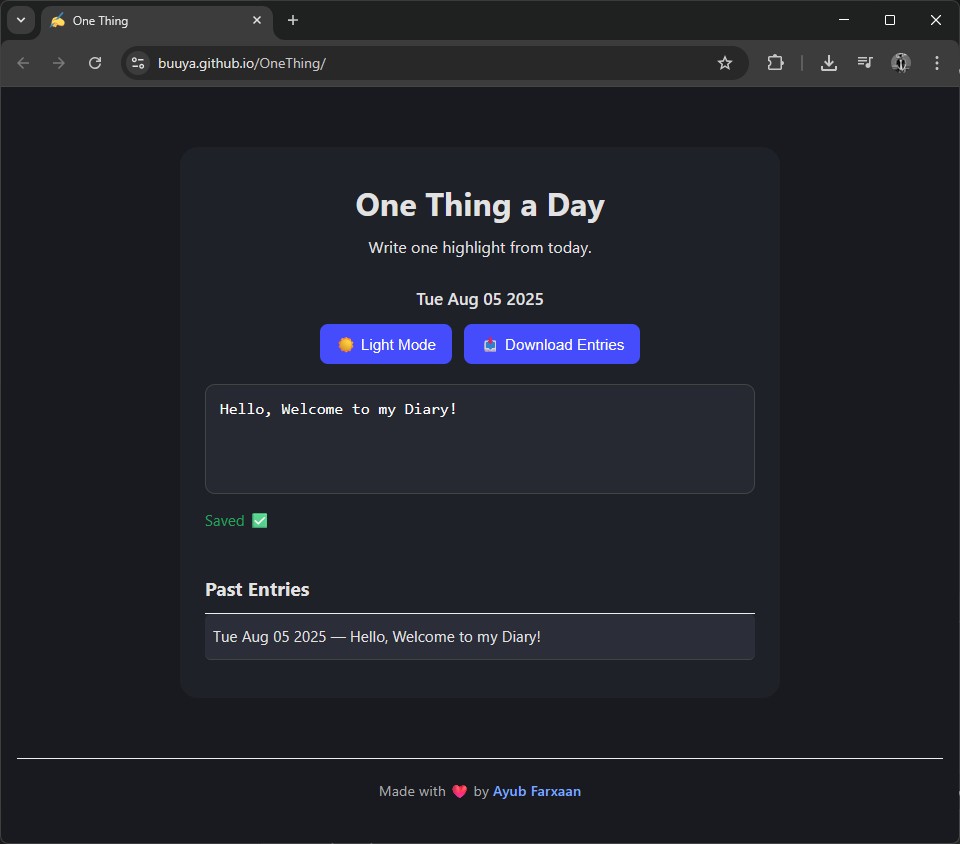 One Thing
buuya.github.io/OneThing/
One Thing a Day
Write one highlight from today.
Tue Aug 05 2025
Light Mode
Download Entries
Hello, Welcome to my Diary!
Saved ✅
Past Entries
Tue Aug 05 2025 — Hello, Welcome to my Diary!
Made with ❤️ by Ayub Farxaan